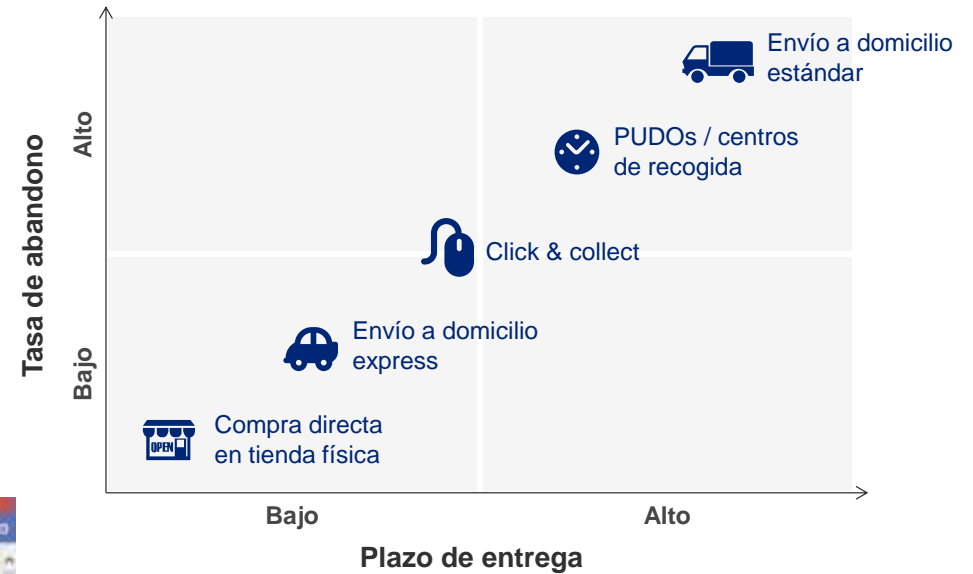 Envío a domicilio
estándar
PUDOs / centros
de recogida
Click & collect
Envío a domicilio
express
Compra directa
en tienda física
OPEN
Tasa de abandono
Alto
Bajo
Bajo
Alto
Plazo de entrega